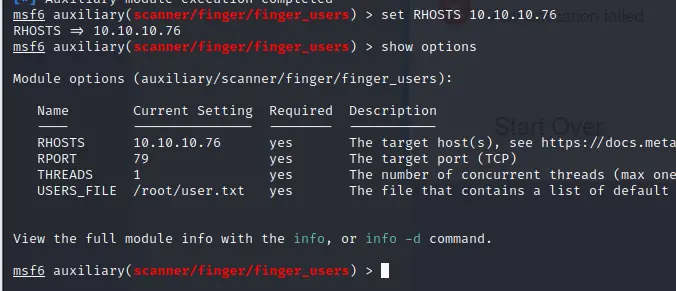 [*] Auxiliary module execution completed
msf6 auxiliary(scanner/finger/finger_users) > set RHOSTS 10.10.10.76
RHOSTS => 10.10.10.76
msf6 auxiliary(scanner/finger/finger_users) > show options
Module options (auxiliary/scanner/finger/finger_users):
Name Current Setting Required Description
RHOSTS 10.10.10.76 yes The target host(s), see https://docs.meta
RPORT 79 yes The target port (TCP)
THREADS 1 yes The number of concurrent threads (max one
USERS_FILE /root/user.txt yes The file that contains a list of default
View the full module info with the info, or info -d command.
msf6 auxiliary(scanner/finger/finger_users) >
failed
Start Over